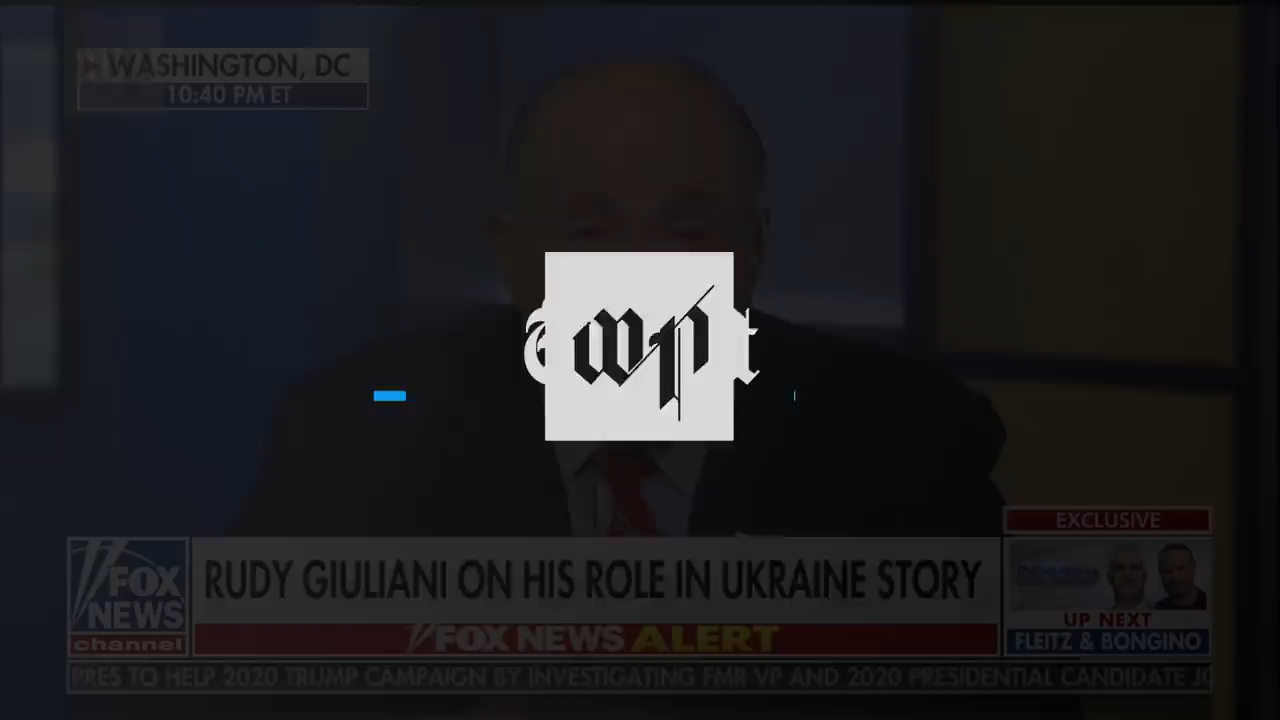 WASHINGTON, DC
10:40 PM ET
wp
EXCLUSIVE
FOX
NEWS
channel
RUDY GIULIANI ON HIS ROLE IN UKRAINE STORY
FOX NEWS ALERT
UP NEXT
FLEITZ & BONGINO
PRES TO HELP 2020 TRUMP CAMPAIGN BY INVESTIGATING FMR VP AND 2020 PRESIDENTIAL CANDIDATE